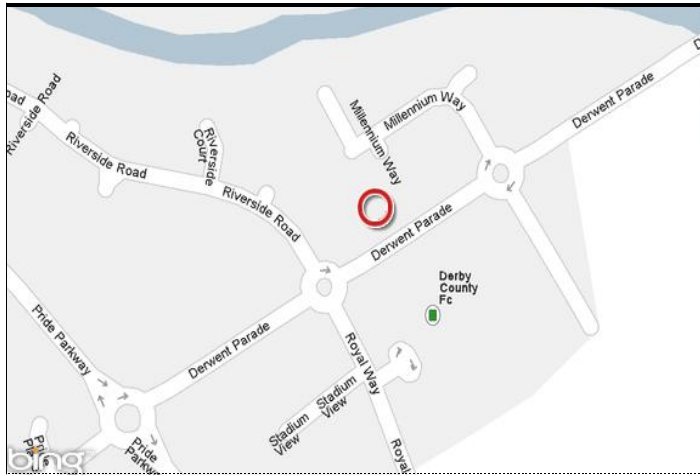 Riverside Road
Riverside Road
Riverside
Court
Riverside Road
Millennium Way
Millennium Way
Derwent Parade
Derwent Parade
Derby
County
Fc
Pride Parkway
Derwent Parade
Royal Way
Stadium
View
Stadium
View
Pride
Parkway
Royal
bing